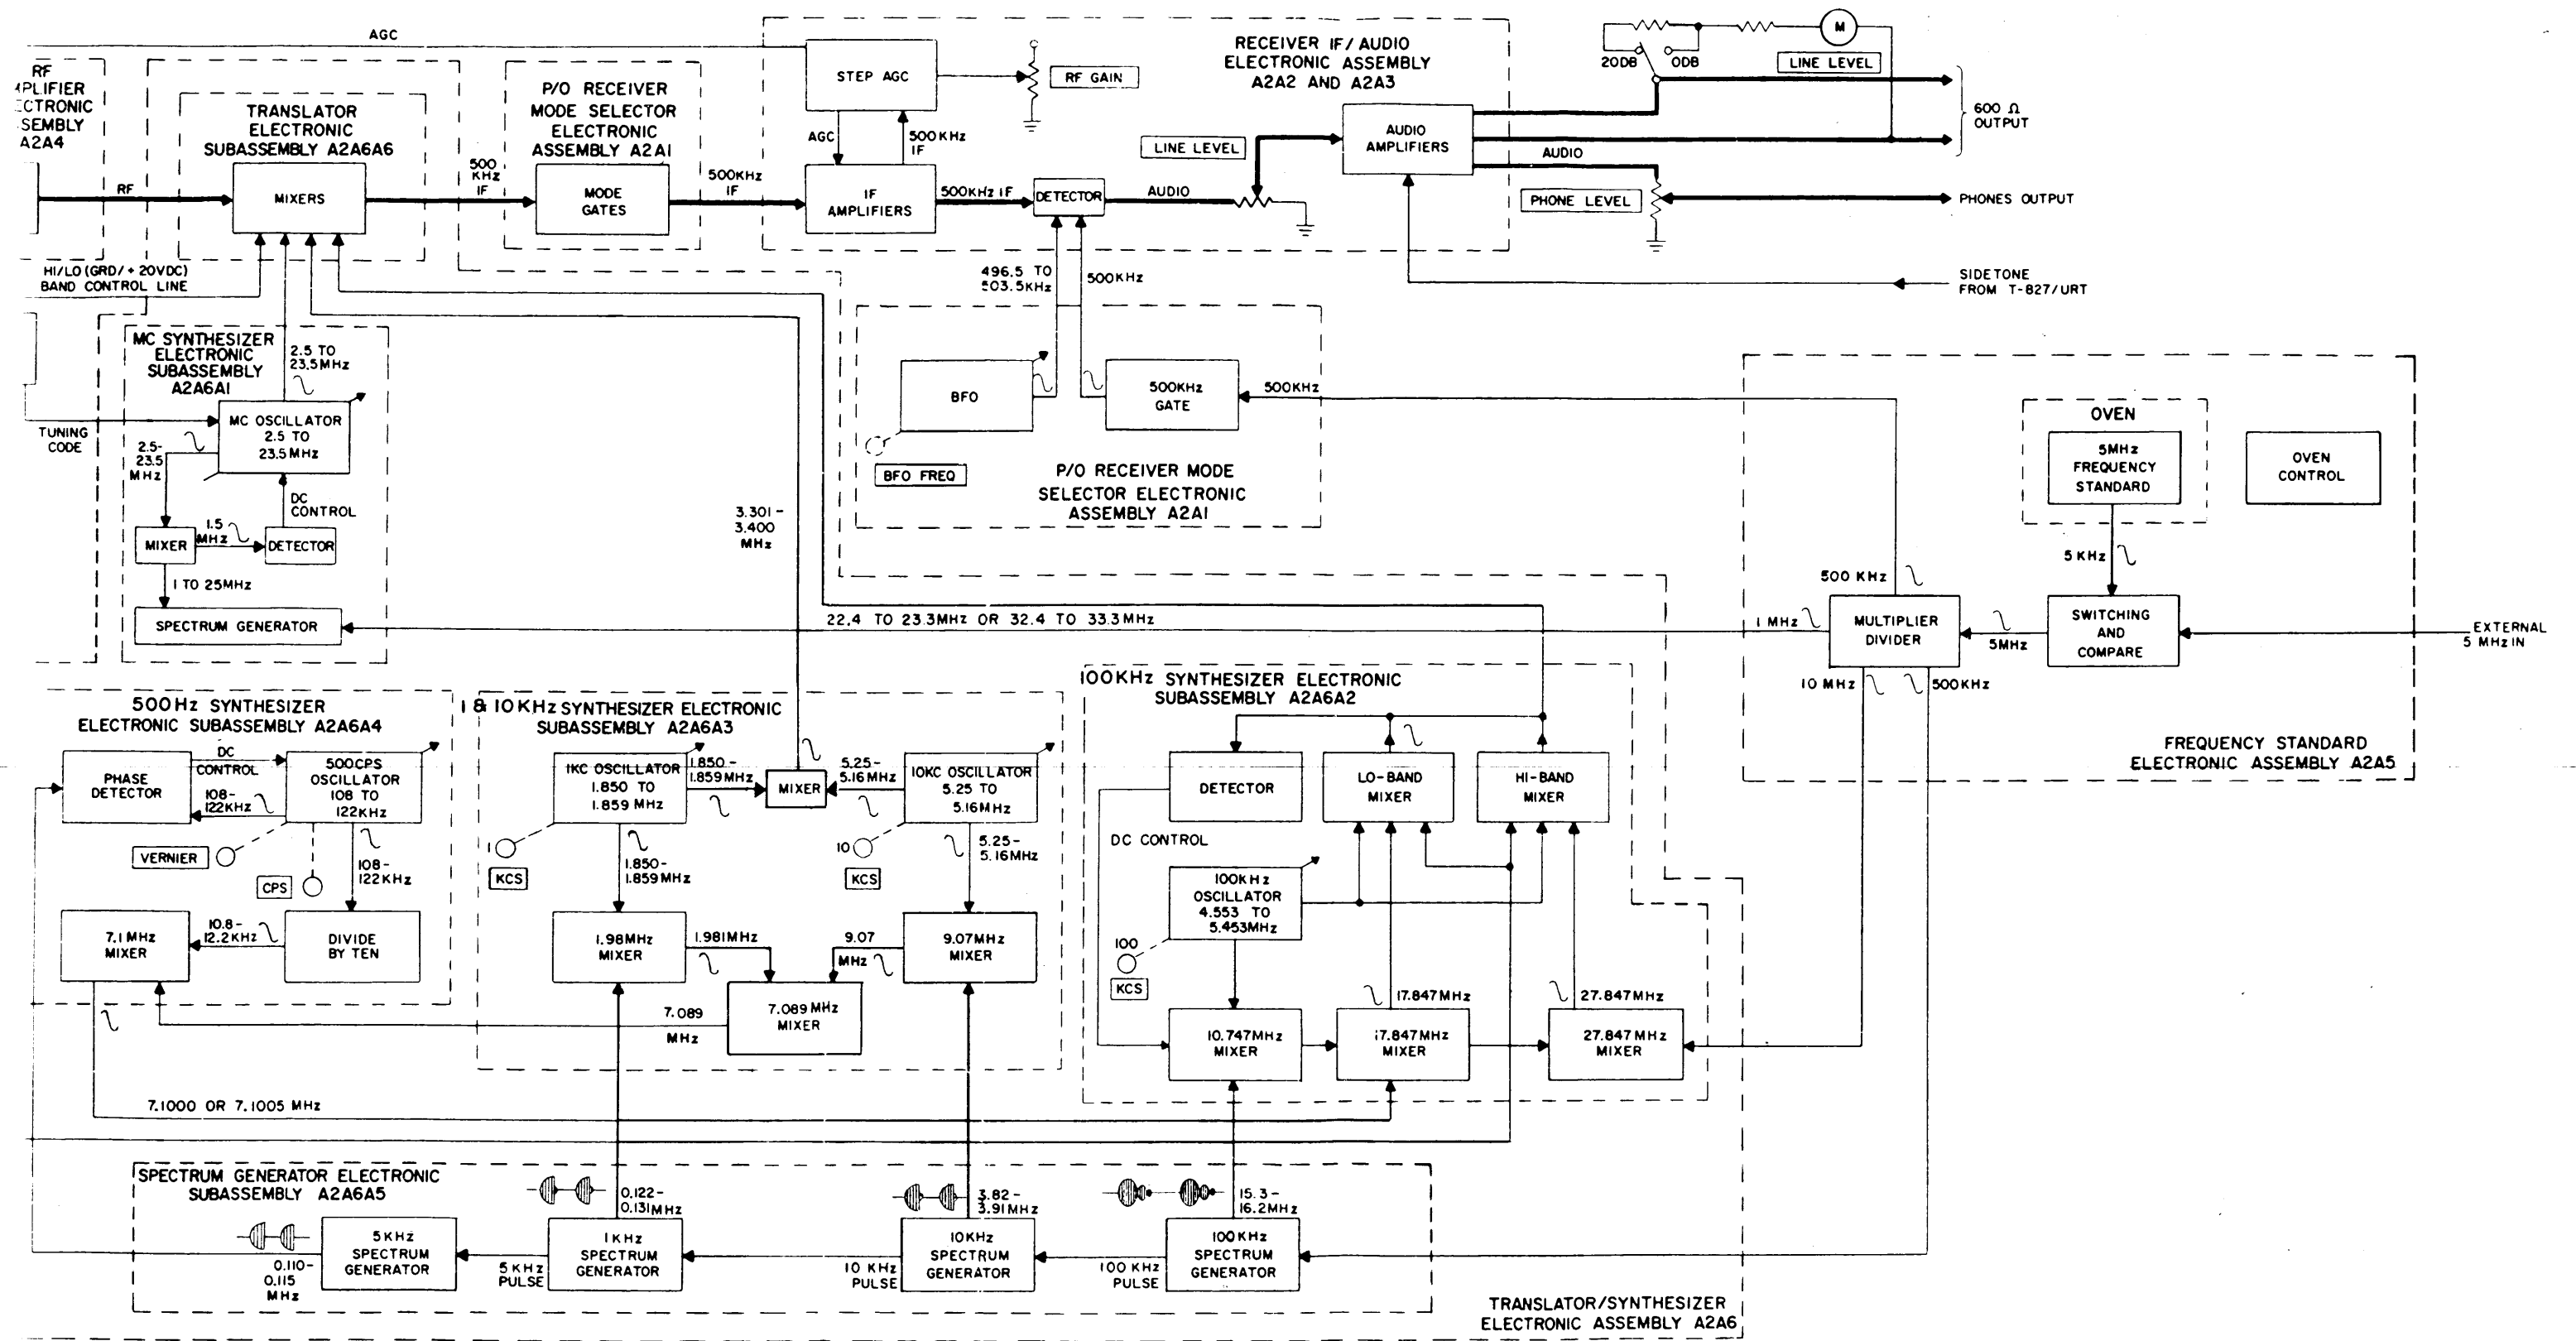 AGC
RF
AMPLIFIER
ELECTRONIC
ASSEMBLY
A2A4
RF
TRANSLATOR
ELECTRONIC
SUBASSEMBLY A2A6A6
MIXERS
500
KHz
IF
P/O RECEIVER
MODE SELECTOR
ELECTRONIC
ASSEMBLY A2A1
MODE
GATES
500KHz
IF
STEP AGC
RF GAIN
AGC
500KHz
IF
IF
AMPLIFIERS
500KHz IF
DETECTOR
AUDIO
LINE LEVEL
RECEIVER IF/AUDIO
ELECTRONIC ASSEMBLY
A2A2 AND A2A3
AUDIO
AMPLIFIERS
20DB
0DB
M
LINE LEVEL
600 Ω
OUTPUT
AUDIO
PHONE LEVEL
PHONES OUTPUT
SIDETONE
FROM T-827/URT
HI/LO (GRD/+20VDC)
BAND CONTROL LINE
496.5 TO
503.5KHz
500KHz
MC SYNTHESIZER
ELECTRONIC
SUBASSEMBLY
A2A6A1
2.5 TO
23.5MHz
MC OSCILLATOR
2.5 TO
23.5MHz
TUNING
CODE
2.5-
23.5
MHz
DC
CONTROL
MIXER
1.5
MHz
DETECTOR
1 TO 25MHz
SPECTRUM GENERATOR
BFO
500KHz
GATE
500KHz
BFO FREQ
P/O RECEIVER MODE
SELECTOR ELECTRONIC
ASSEMBLY A2A1
3.301-
3.400
MHz
22.4 TO 23.3MHz OR 32.4 TO 33.3MHz
OVEN
5MHz
FREQUENCY
STANDARD
OVEN
CONTROL
5 KHz
500 KHz
1 MHz
MULTIPLIER
DIVIDER
5MHz
SWITCHING
AND
COMPARE
EXTERNAL
5 MHz IN
10 MHz
500KHz
FREQUENCY STANDARD
ELECTRONIC ASSEMBLY A2A5
500Hz SYNTHESIZER
ELECTRONIC SUBASSEMBLY A2A6A4
PHASE
DETECTOR
DC
CONTROL
500CPS
OSCILLATOR
108 TO
122KHz
108-
122KHz
VERNIER
CPS
108-
122KHz
7.1MHz
MIXER
10.8-
12.2KHz
DIVIDE
BY TEN
1 & 10KHz SYNTHESIZER ELECTRONIC
SUBASSEMBLY A2A6A3
1KC OSCILLATOR
1.850 TO
1.859 MHz
1.850-
1.859MHz
MIXER
5.25-
5.16MHz
10KC OSCILLATOR
5.25 TO
5.16MHz
1
KCS
1.850-
1.859MHz
10
KCS
5.25-
5.16MHz
1.98MHz
MIXER
1.981MHz
9.07
MHz
9.07MHz
MIXER
7.089
MHz
7.089MHz
MIXER
100KHz SYNTHESIZER ELECTRONIC
SUBASSEMBLY A2A6A2
DETECTOR
LO-BAND
MIXER
HI-BAND
MIXER
DC CONTROL
100KHz
OSCILLATOR
4.553 TO
5.453MHz
100
KCS
17.847MHz
27.847MHz
10.747MHz
MIXER
17.847MHz
MIXER
27.847MHz
MIXER
7.1000 OR 7.1005 MHz
SPECTRUM GENERATOR ELECTRONIC
SUBASSEMBLY A2A6A5
0.122-
0.131MHz
3.82-
3.91MHz
15.3-
16.2MHz
0.110-
0.115
MHz
5KHz
SPECTRUM
GENERATOR
5 KHz
PULSE
1KHz
SPECTRUM
GENERATOR
10 KHz
PULSE
10KHz
SPECTRUM
GENERATOR
100 KHz
PULSE
100KHz
SPECTRUM
GENERATOR
TRANSLATOR/SYNTHESIZER
ELECTRONIC ASSEMBLY A2A6